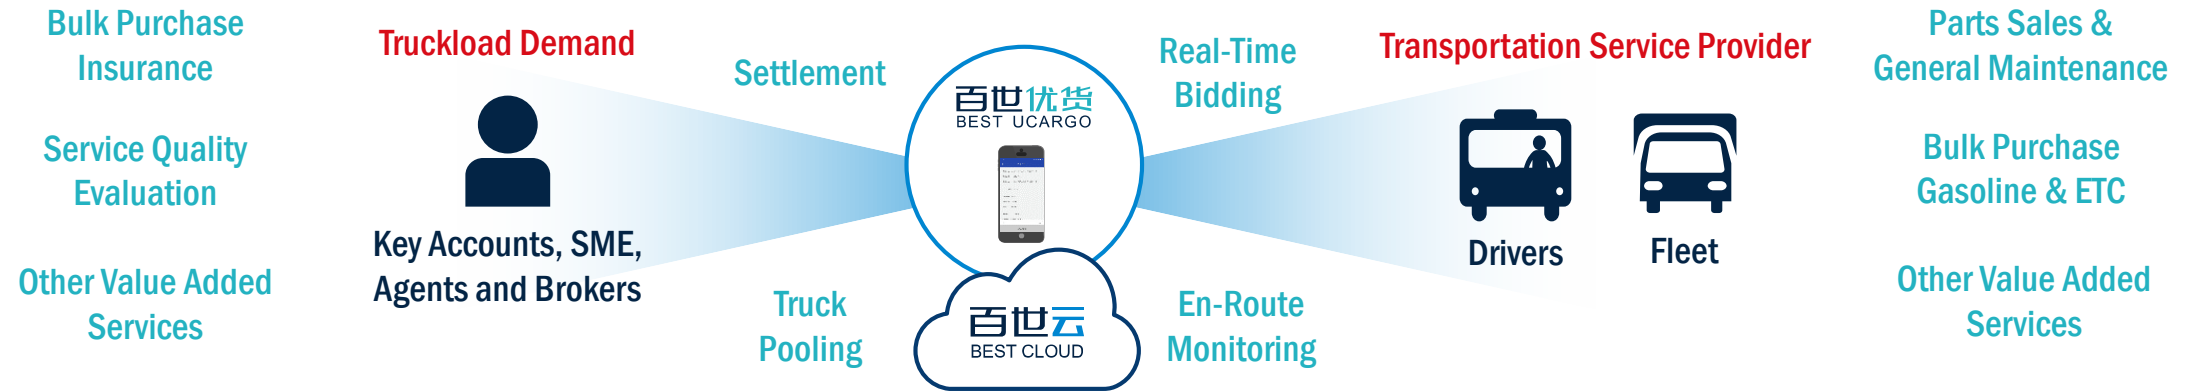 Bulk Purchase
Insurance
Service Quality
Evaluation
Other Value Added
Services
Truckload Demand
Key Accounts, SME,
Agents and Brokers
Settlement
Truck
Pooling
百世优货
BEST UCARGO
百世云
BEST CLOUD
Real-Time
Bidding
En-Route
Monitoring
Transportation Service Provider
Drivers
Fleet
Parts Sales &
General Maintenance
Bulk Purchase
Gasoline & ETC
Other Value Added
Services